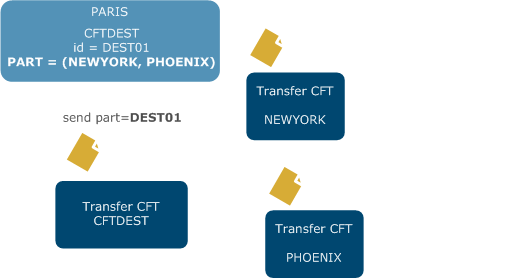 PARIS
CFTDEST
id = DEST01
PART = (NEWYORK, PHOENIX)
send part=DEST01
Transfer CFT
CFTDEST
Transfer CFT
NEWYORK
Transfer CFT
PHOENIX